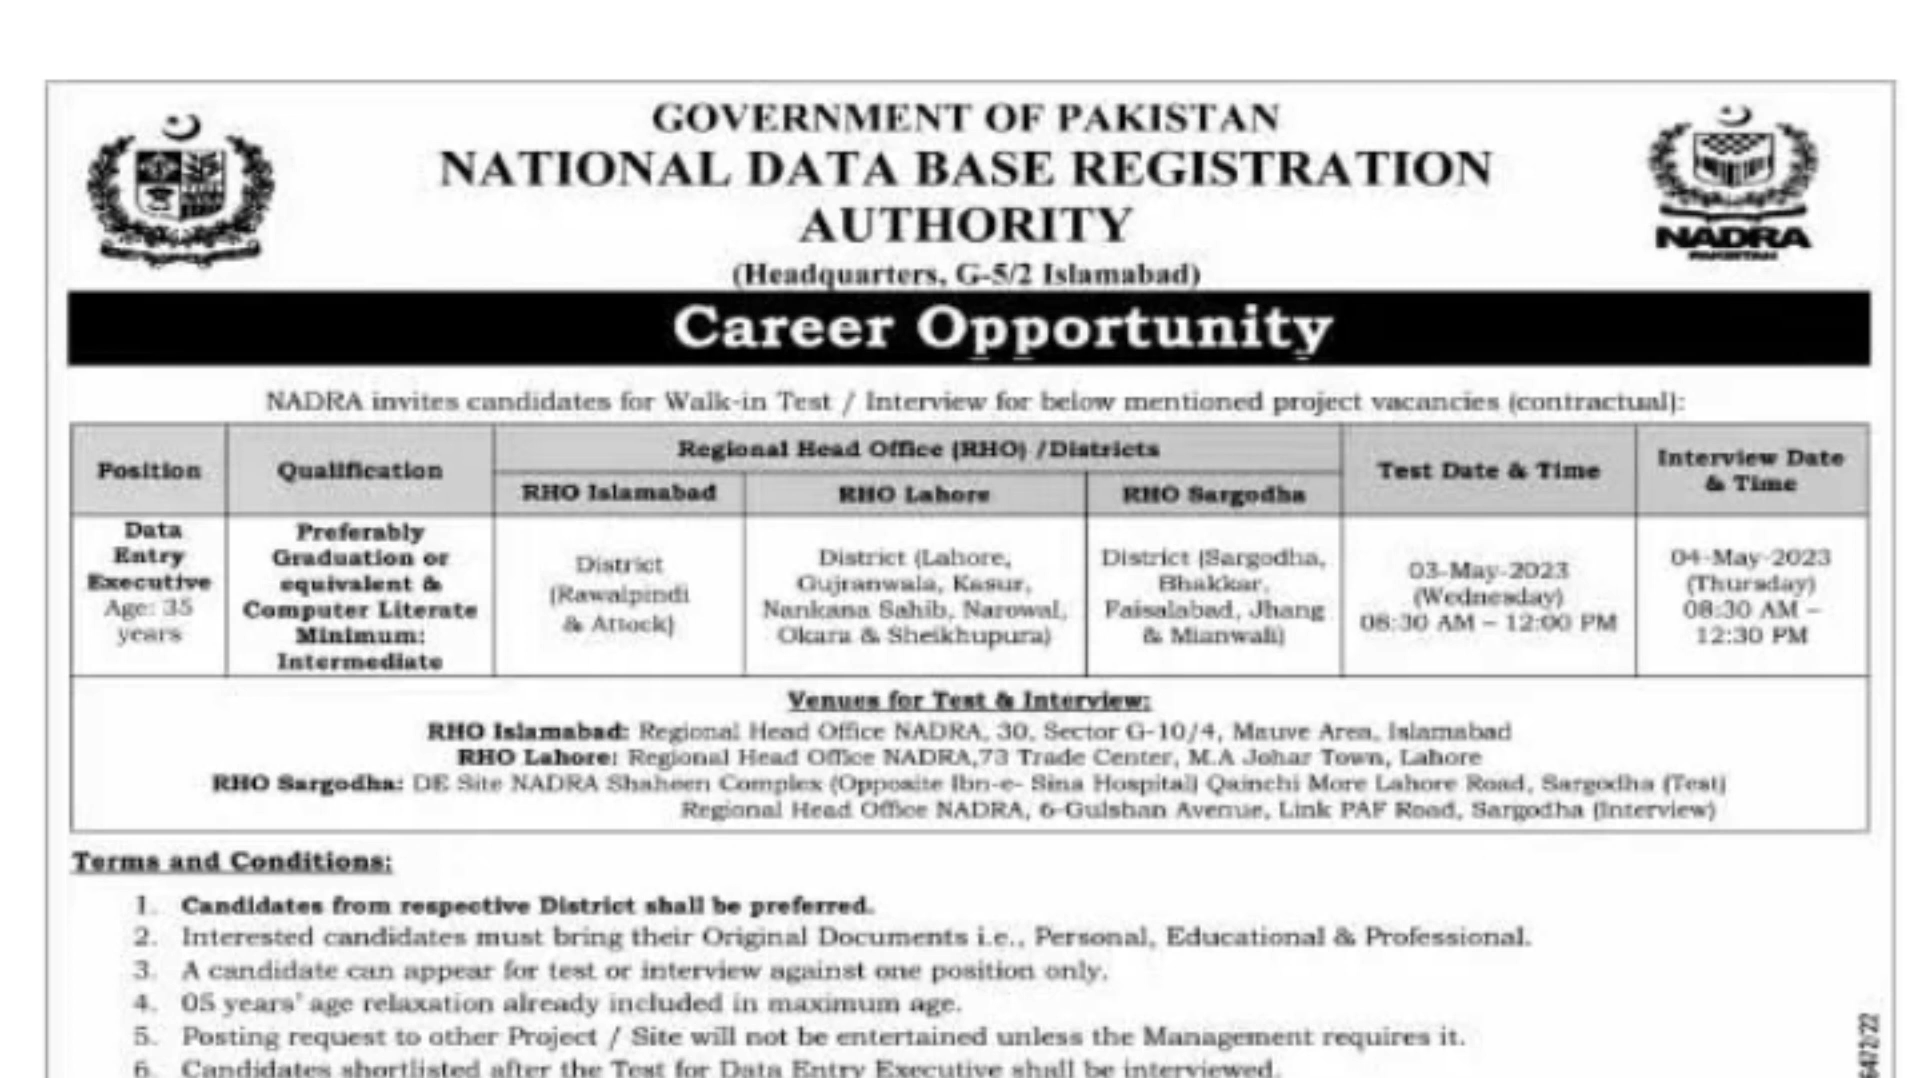 GOVERNMENT OF PAKISTAN
NATIONAL DATA BASE REGISTRATION
AUTHORITY
(Headquarters, G-5/2 Islamabad)
NADRA
PAKISTAN
Career Opportunity
NADRA invites candidates for Walk-in Test / Interview for below mentioned project vacancies (contractual):
Position
Qualification
Regional Head Office (RHO) /Districts
RHO Islamabad
RHO Lahore
RHO Sargodha
Test Date & Time
Interview Date
& Time
Data
Entry
Executive
Age: 35
years
Preferably
Graduation or
equivalent &
Computer Literate
Minimum:
Intermediate
District
(Rawalpindi
& Attock)
District (Lahore,
Gujranwala, Kasur,
Nankana Sahib, Narowal,
Okara & Sheikhupura)
District (Sargodha,
Bhakkar,
Faisalabad, Jhang
& Mianwali)
03-May-2023
(Wednesday)
08:30 AM – 12:00 PM
04-May-2023
(Thursday)
08:30 AM –
12:30 PM
Venues for Test & Interview:
RHO Islamabad: Regional Head Office NADRA, 30, Sector G-10/4, Mauve Area, Islamabad
RHO Lahore: Regional Head Office NADRA,73 Trade Center, M.A Johar Town, Lahore
RHO Sargodha: DE Site NADRA Shaheen Complex (Opposite Ibn-e- Sina Hospital) Qainchi More Lahore Road, Sargodha (Test)
Regional Head Office NADRA, 6-Gulshan Avenue, Link PAF Road, Sargodha (Interview)
Terms and Conditions:
1. Candidates from respective District shall be preferred.
2. Interested candidates must bring their Original Documents i.e., Personal, Educational & Professional.
3. A candidate can appear for test or interview against one position only.
4. 05 years' age relaxation already included in maximum age.
5. Posting request to other Project / Site will not be entertained unless the Management requires it.
6. Candidates shortlisted after the Test for Data Entry Executive shall be interviewed.
6472/22